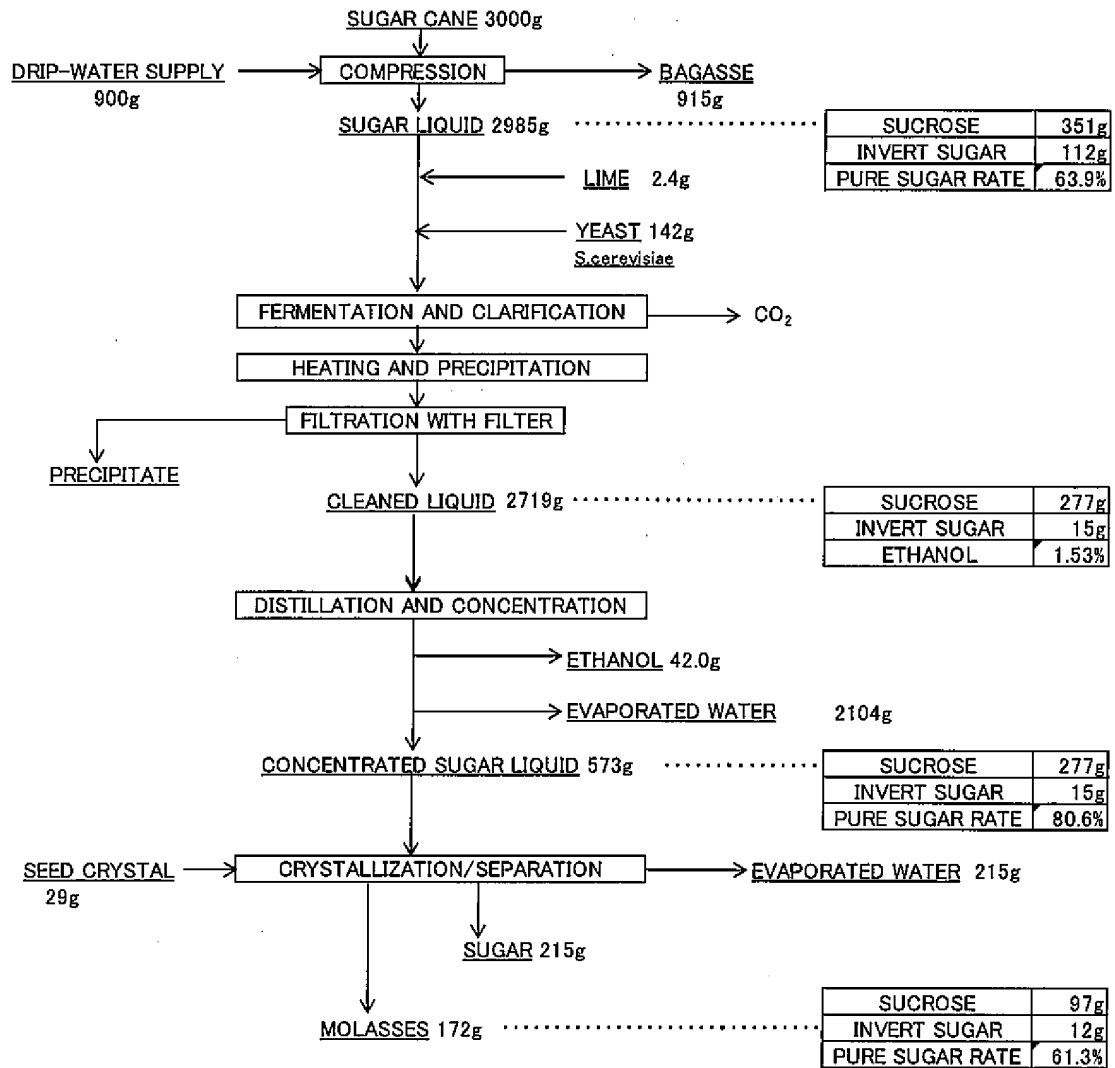 SUGAR CANE 3000g
DRIP-WATER SUPPLY
900g
COMPRESSION
BAGASSE
915g
SUGAR LIQUID 2985g
SUCROSE 351g
INVERT SUGAR 112g
PURE SUGAR RATE 63.9%
LIME 2.4g
YEAST 142g
S.cerevisiae
FERMENTATION AND CLARIFICATION
CO₂
HEATING AND PRECIPITATION
FILTRATION WITH FILTER
PRECIPITATE
CLEANED LIQUID 2719g
SUCROSE 277g
INVERT SUGAR 15g
ETHANOL 1.53%
DISTILLATION AND CONCENTRATION
ETHANOL 42.0g
EVAPORATED WATER 2104g
CONCENTRATED SUGAR LIQUID 573g
SUCROSE 277g
INVERT SUGAR 15g
PURE SUGAR RATE 80.6%
SEED CRYSTAL
29g
CRYSTALLIZATION/SEPARATION
EVAPORATED WATER 215g
SUGAR 215g
MOLASSES 172g
SUCROSE 97g
INVERT SUGAR 12g
PURE SUGAR RATE 61.3%